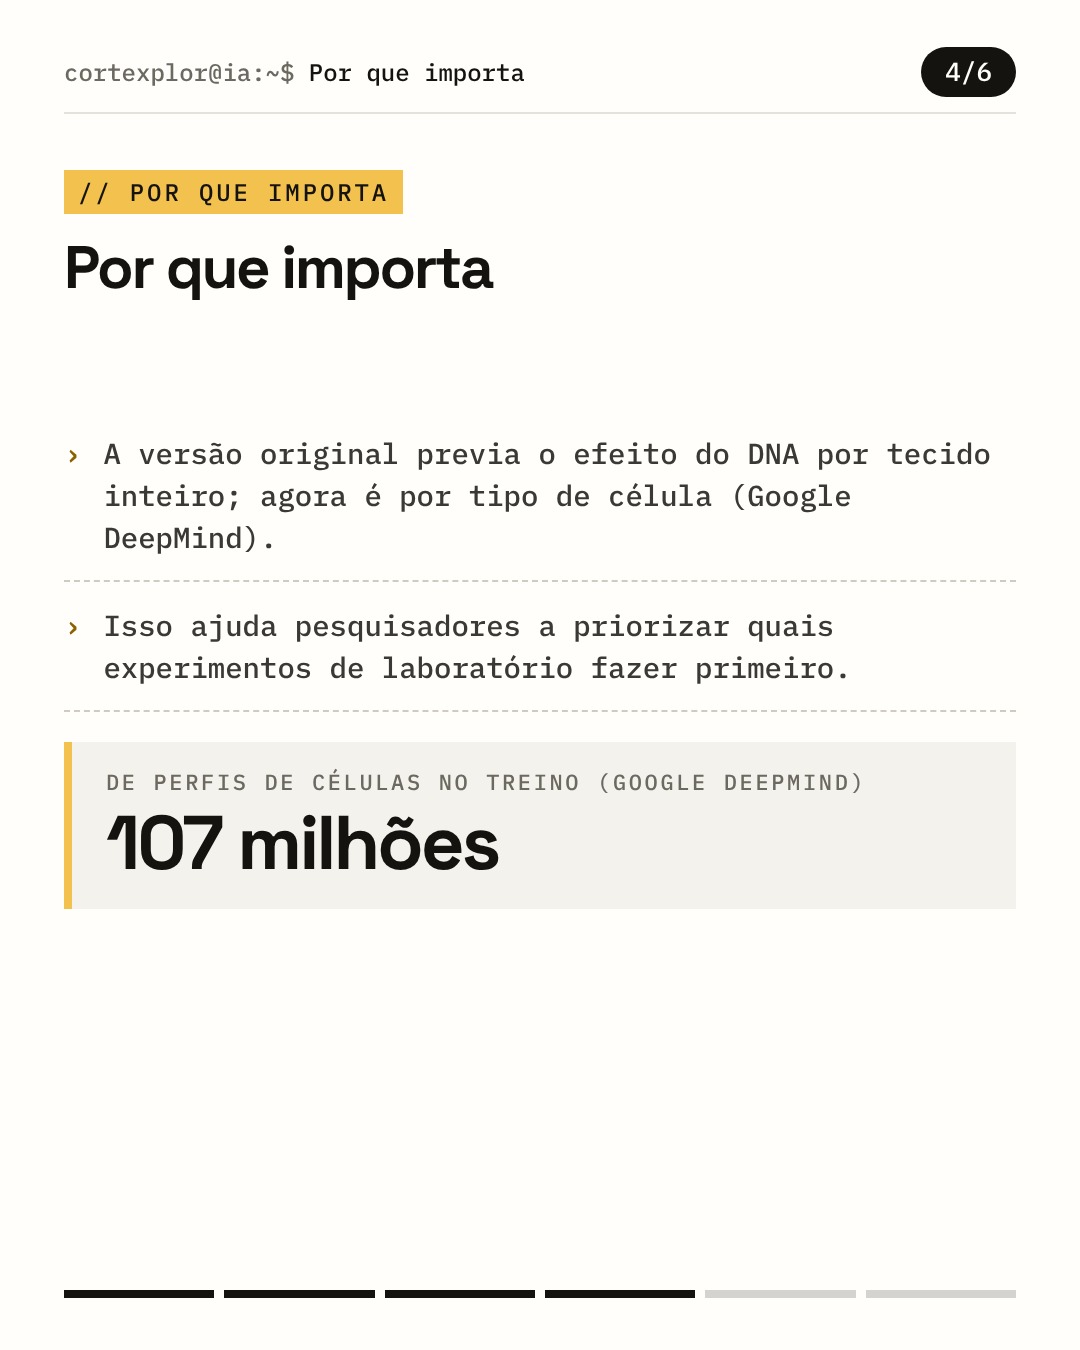 cortexplor@ia:~$ Por que importa
4/6
// POR QUE IMPORTA
Por que importa
› A versão original previa o efeito do DNA por tecido
inteiro; agora é por tipo de célula (Google
DeepMind).
› Isso ajuda pesquisadores a priorizar quais
experimentos de laboratório fazer primeiro.
DE PERFIS DE CÉLULAS NO TREINO (GOOGLE DEEPMIND)
107 milhões